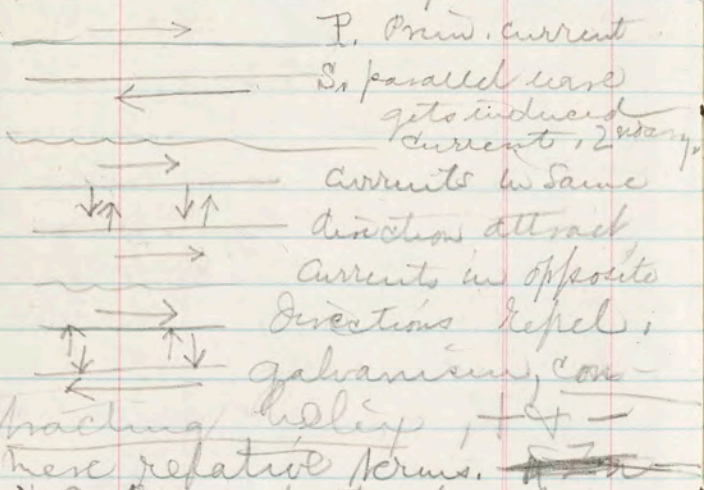 P. Prim. current
S. parallel wire
gets induced
current, 2ndary.
Currents in Same
direction attract,
Currents in opposite
Directions Repel.
galvanism, con-
tracting helix, + & -
mere relative terms.